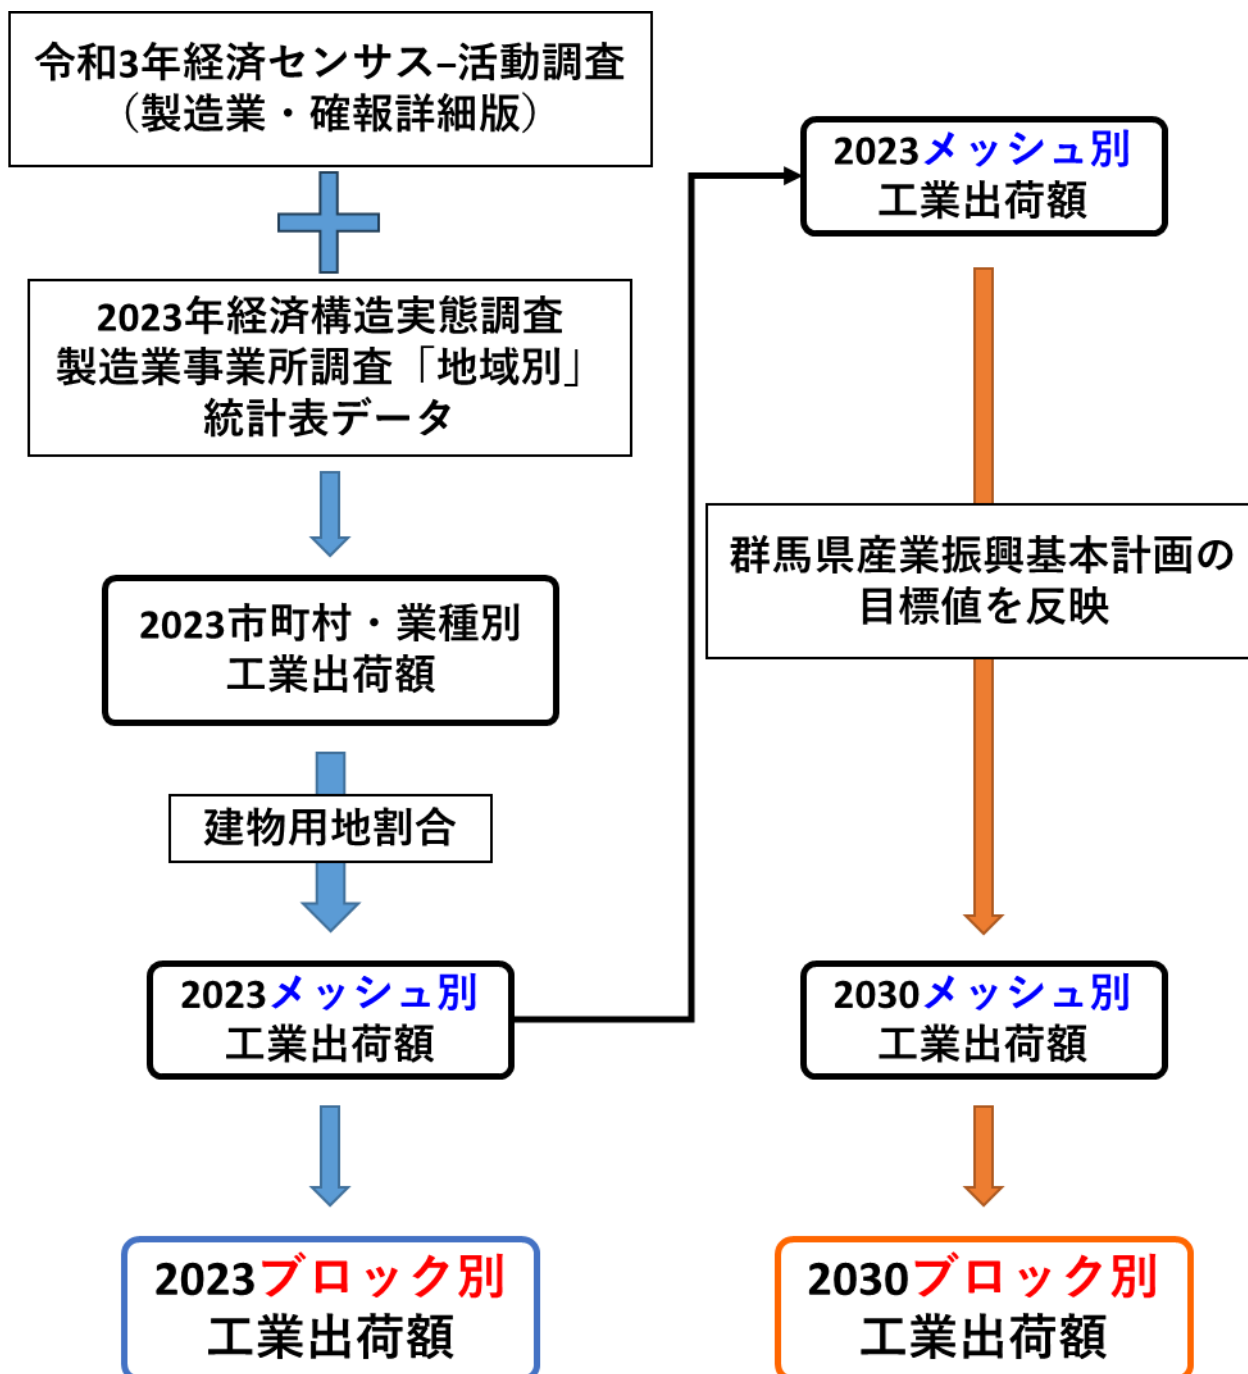 令和3年経済センサス–活動調査
（製造業・確報詳細版）
2023年経済構造実態調査
製造業事業所調査「地域別」
統計表データ
2023市町村・業種別
工業出荷額
建物用地割合
2023メッシュ別
工業出荷額
2023ブロック別
工業出荷額
2023メッシュ別
工業出荷額
群馬県産業振興基本計画の
目標値を反映
2030メッシュ別
工業出荷額
2030ブロック別
工業出荷額